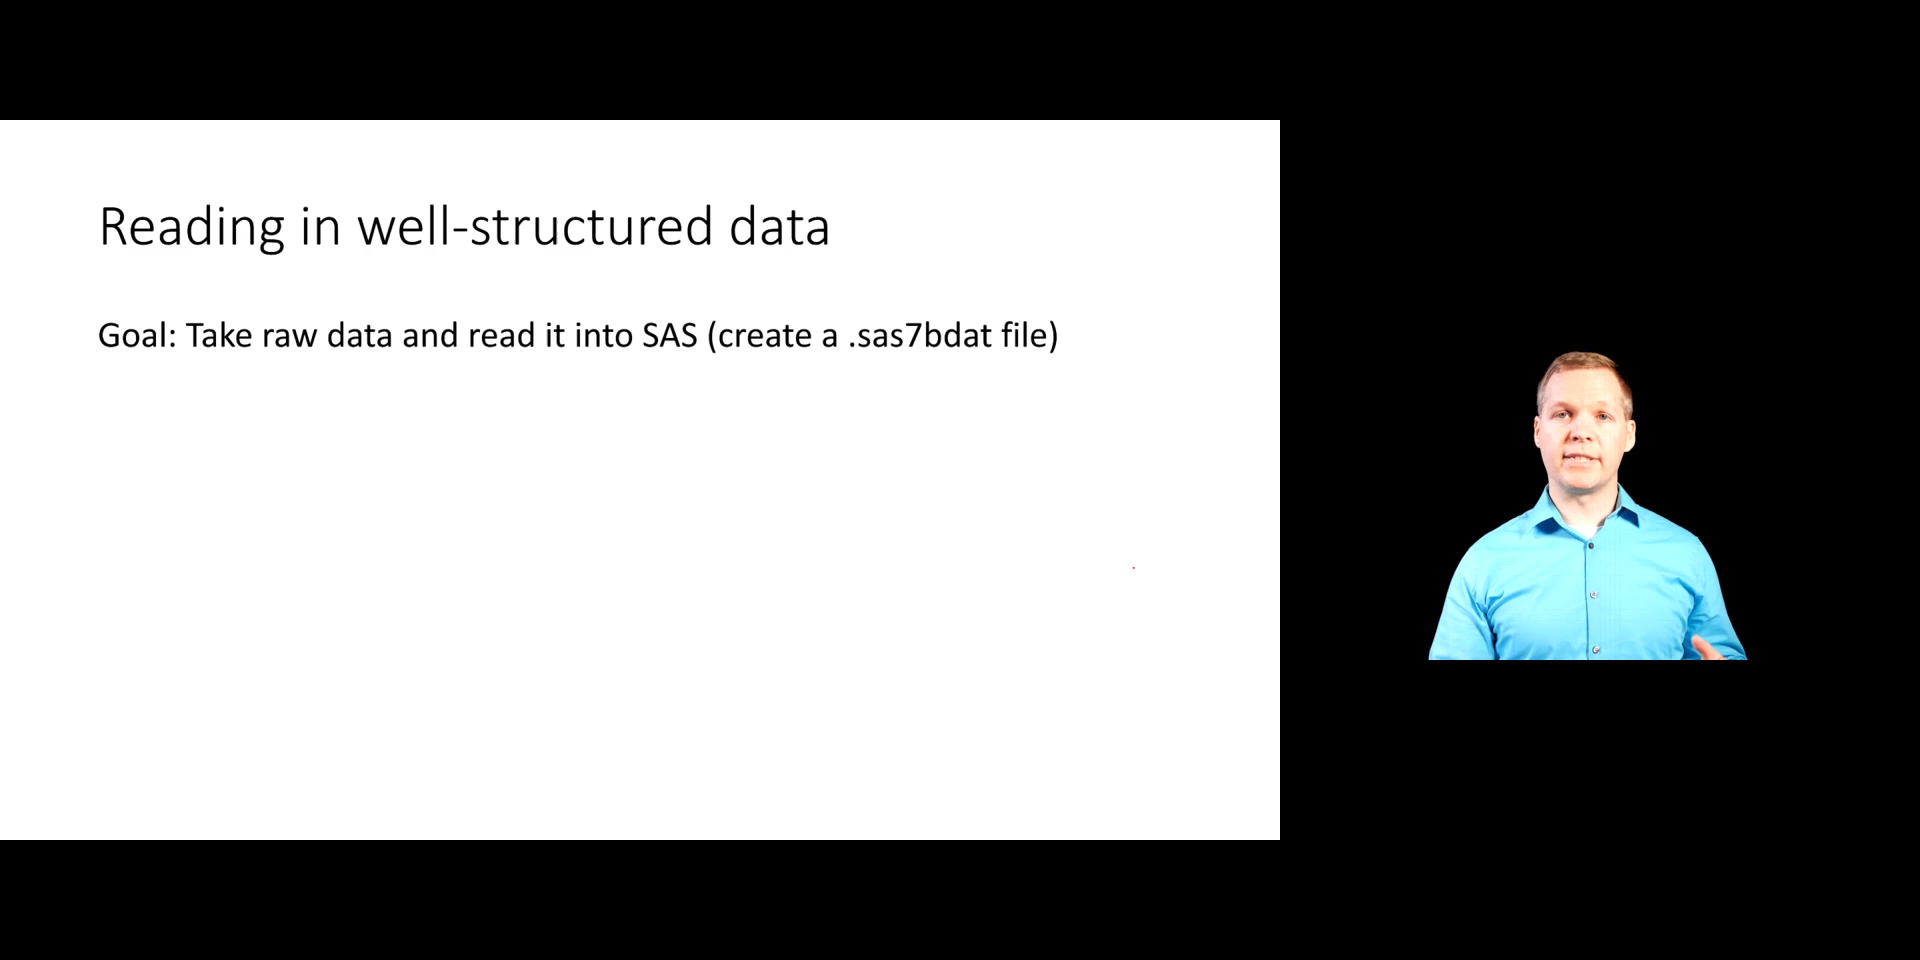 Reading in well-structured data
Goal: Take raw data and read it into SAS (create a .sas7bdat file)